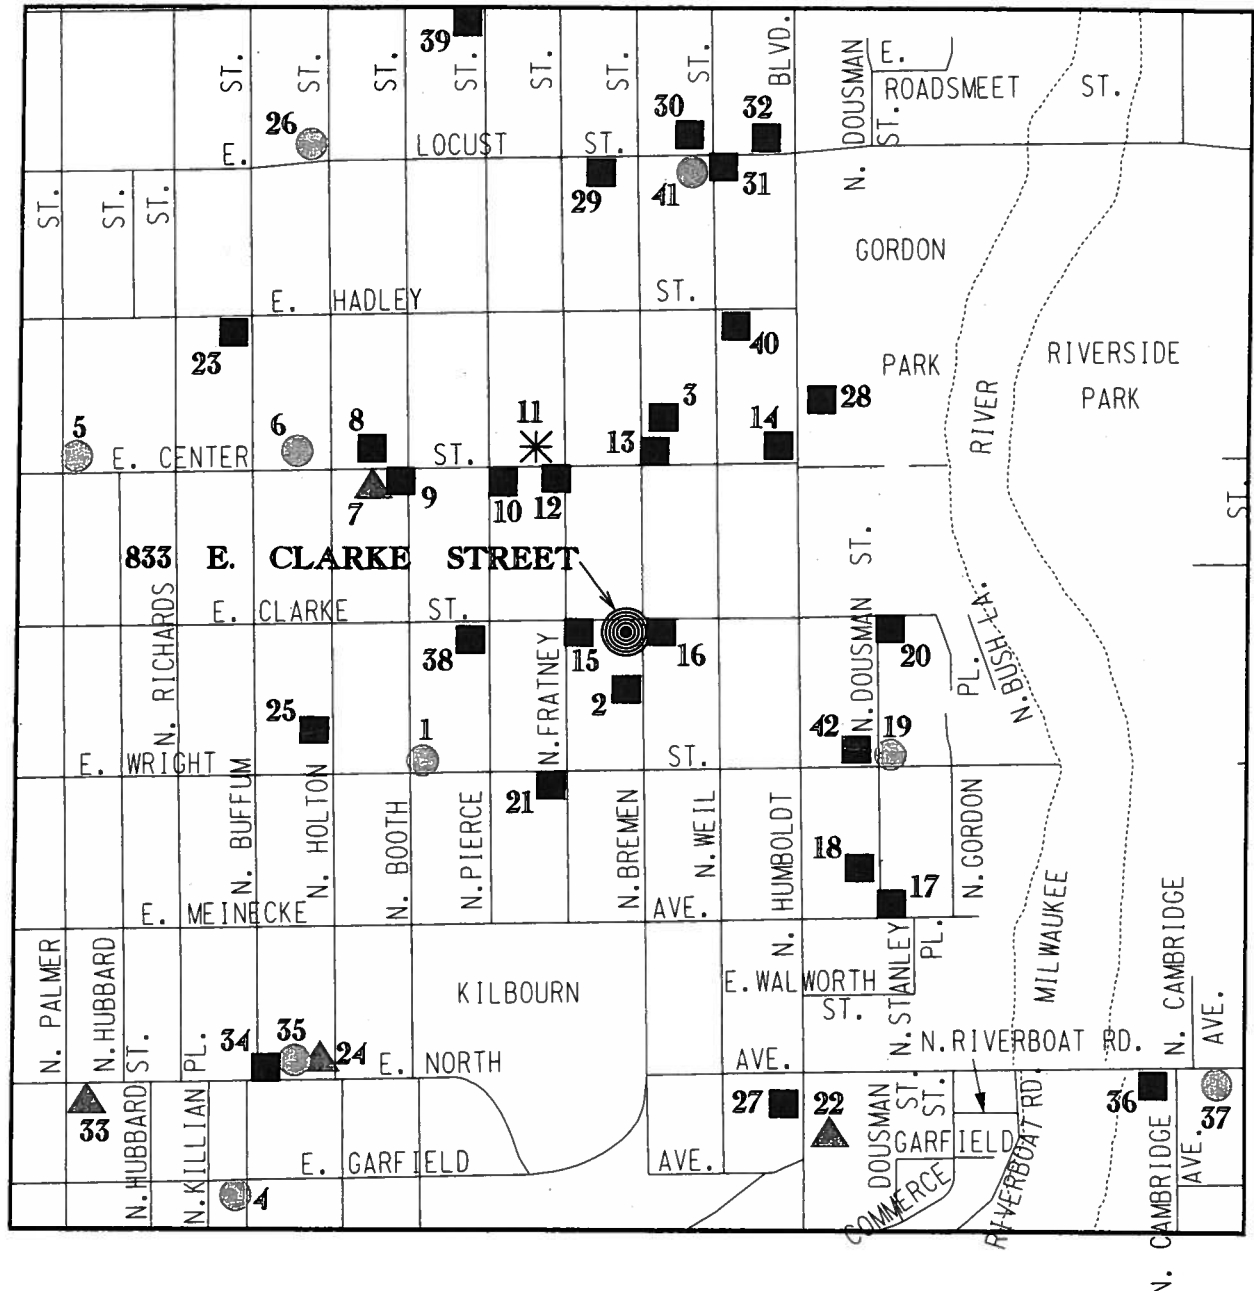 39
ST.
ST.
ST.
ST.
ST.
ST.
ST.
BLVD.
N. DOUSMAN
ST.
E.
ROADSMEET
ST.
26
30
32
E.
LOCUST
ST.
29
41
31
ST.
ST.
ST.
GORDON
E.
HADLEY
ST.
23
40
PARK
RIVERSIDE
PARK
RIVER
28
5
6
8
11
3
13
14
E. CENTER
ST.
7
9
10
12
ST.
833 E. CLARKE STREET
ST.
E. CLARKE
ST.
N. RICHARDS
38
N. FRATNEY
15
16
2
N. DOUSMAN
20
PL.
N. BUSH LA.
25
1
42
19
E. WRIGHT
ST.
21
N. BUFFUM
N. HOLTON
N. BOOTH
N. PIERCE
N. BREMEN
N. WEIL
N. HUMBOLDT
18
17
N. GORDON
E. MEINECKE
AVE.
N. PALMER
N. HUBBARD
ST.
PL.
KILBOURN
E. WALWORTH
ST.
N. STANLEY
PL.
MILWAUKEE
N. CAMBRIDGE
AVE.
34
35
24
E.
NORTH
AVE.
N. RIVERBOAT RD.
33
27
22
36
37
N. HUBBARD
N. KILLIAN
E. GARFIELD
AVE.
DOUSMAN
ST.
ST.
GARFIELD
COMMERCE
RIVERBOAT RD.
N. CAMBRIDGE
AVE.
4